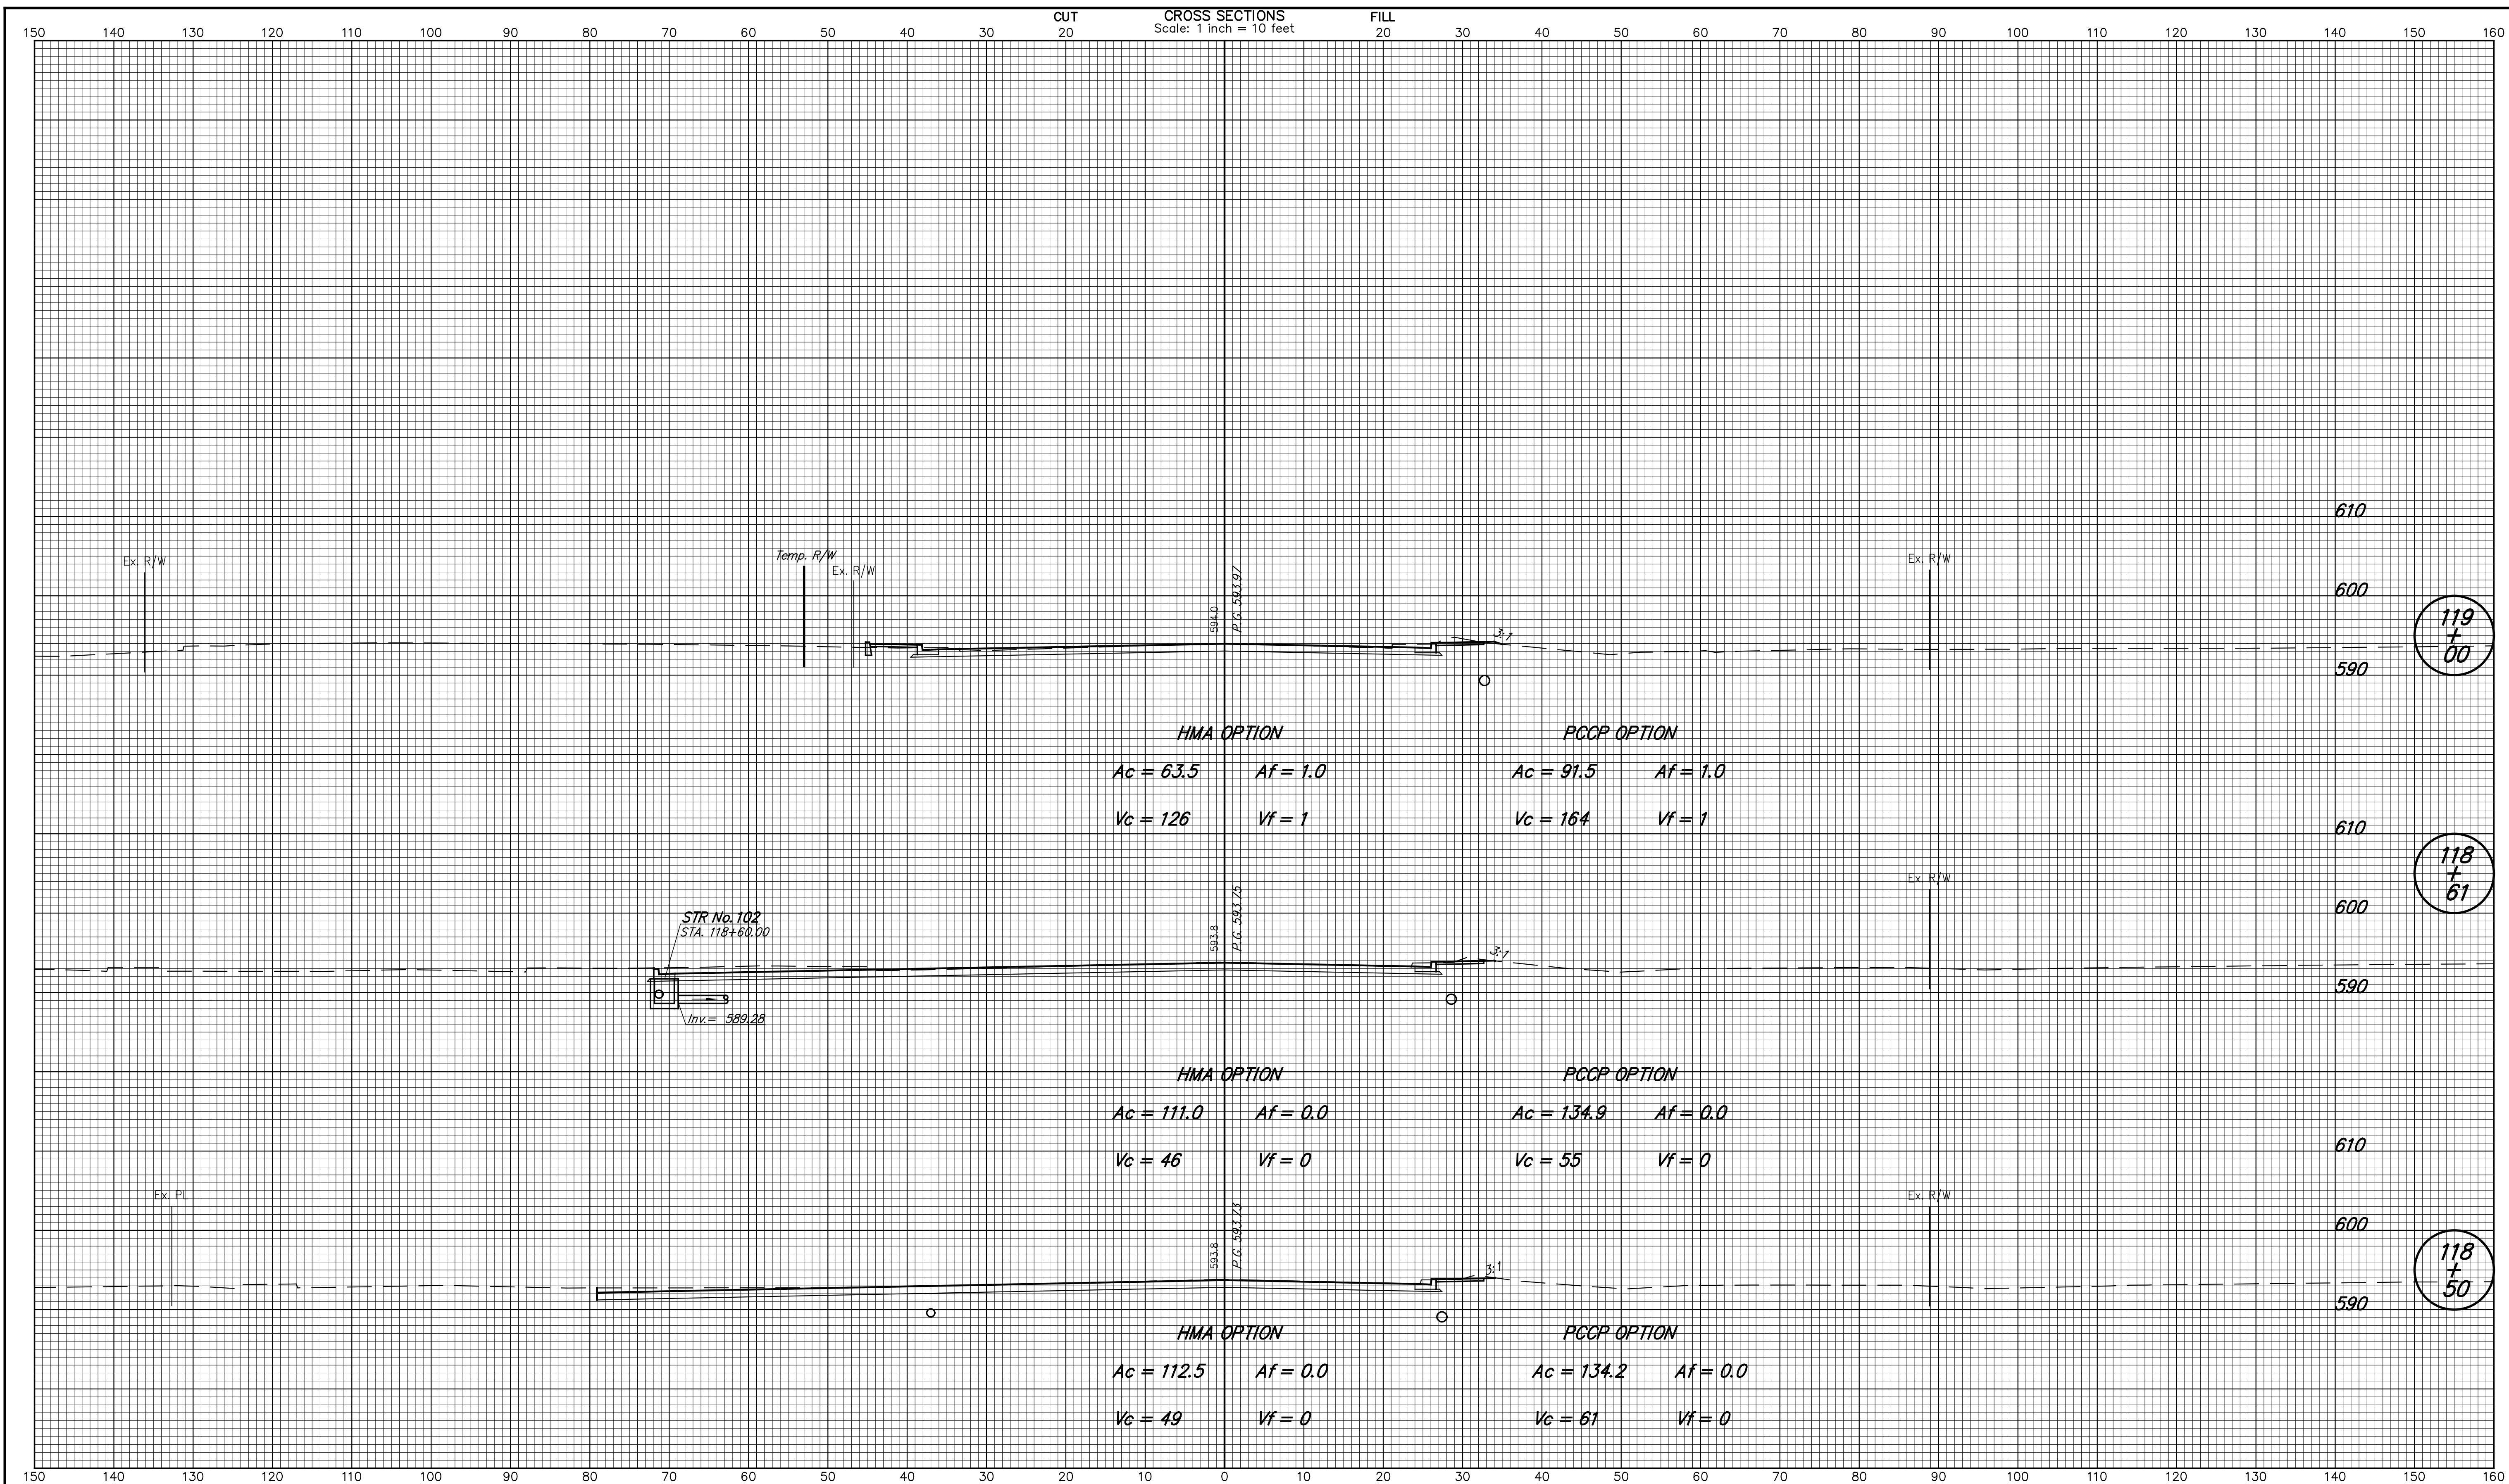 CUT CROSS SECTIONS FILL
Scale: 1 inch = 10 feet
150 140 130 120 110 100 90 80 70 60 50 40 30 20 20 30 40 50 60 70 80 90 100 110 120 130 140 150 160
610
Ex. R/W Temp. R/W Ex. R/W Ex. R/W
600
594.0 P.G. 593.97 3:1
119
+
00
590
HMA OPTION PCCP OPTION
Ac = 63.5 Af = 1.0 Ac = 91.5 Af = 1.0
Vc = 126 Vf = 1 Vc = 164 Vf = 1
610
118
+
61
Ex. R/W
600
STR No. 102
STA. 118+60.00
593.8 P.G. 593.75 3:1
590
Inv.= 589.28
HMA OPTION PCCP OPTION
Ac = 111.0 Af = 0.0 Ac = 134.9 Af = 0.0
Vc = 46 Vf = 0 Vc = 55 Vf = 0
610
Ex. PL Ex. R/W
600
593.8 P.G. 593.73 3:1
118
+
50
590
HMA OPTION PCCP OPTION
Ac = 112.5 Af = 0.0 Ac = 134.2 Af = 0.0
Vc = 49 Vf = 0 Vc = 61 Vf = 0
150 140 130 120 110 100 90 80 70 60 50 40 30 20 10 0 10 20 30 40 50 60 70 80 90 100 110 120 130 140 150 160